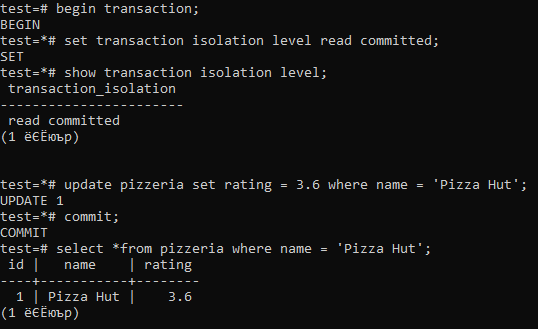 test=# begin transaction;
BEGIN
test=*# set transaction isolation level read committed;
SET
test=*# show transaction isolation level;
 transaction_isolation
-----------------------
 read committed
(1 ёЄЁюър)
test=*# update pizzeria set rating = 3.6 where name = 'Pizza Hut';
UPDATE 1
test=*# commit;
COMMIT
test=# select *from pizzeria where name = 'Pizza Hut';
 id |   name    | rating
----+-----------+--------
  1 | Pizza Hut |    3.6
(1 ёЄЁюър)